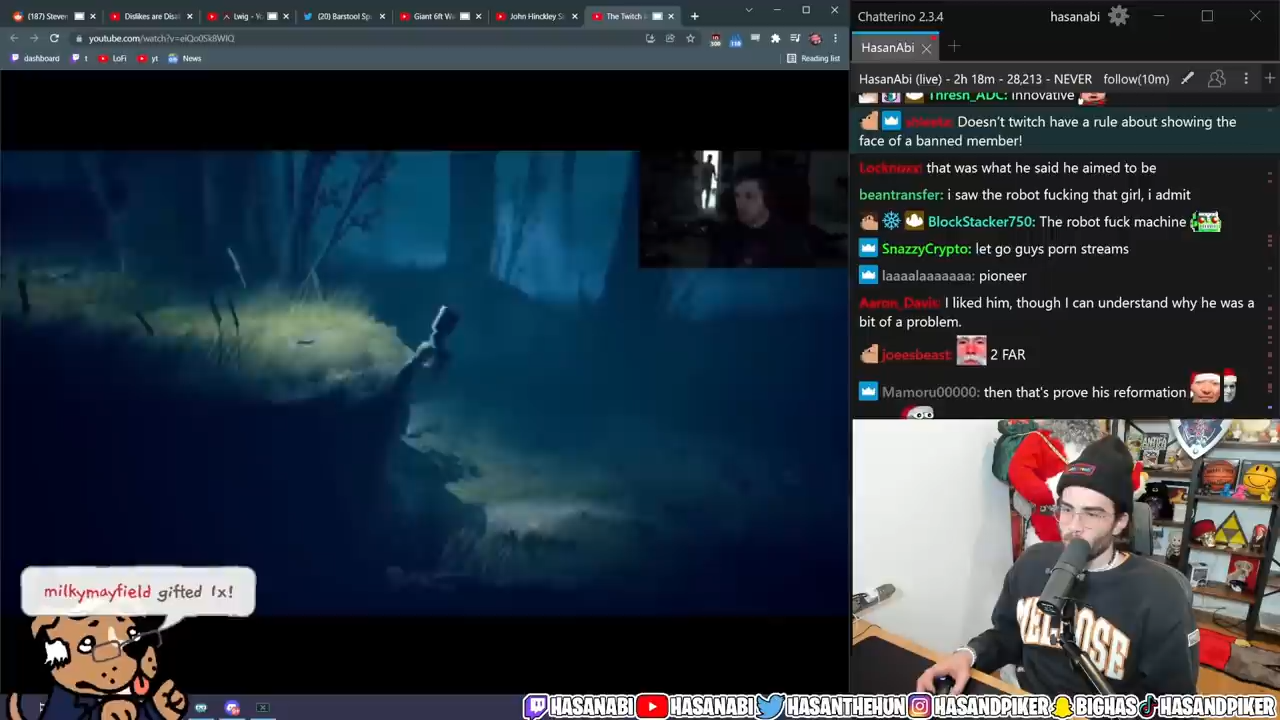 (187) Steven
Dislikes are Disal
Lwig - Yo
(20) Barstool Sp
Giant 6ft Wi
John Hinckley S
The Twitch
youtube.com/watch?v=eiQo0Sk8WIQ
dashboard
t
LoFi
yt
News
Reading list
Chatterino 2.3.4
hasanabi
HasanAbi
HasanAbi (live) - 2h 18m - 28,213 - NEVER
follow(10m)
Thresh_ADC: innovative
Doesn't twitch have a rule about showing the
face of a banned member!
Locknoxx: that was what he said he aimed to be
beantransfer: i saw the robot fucking that girl, i admit
BlockStacker750: The robot fuck machine
SnazzyCrypto: let go guys porn streams
laaaalaaaaaaa: pioneer
Aaron_Davis: I liked him, though I can understand why he was a
bit of a problem.
joeesbeast: 2 FAR
Mamoru00000: then that's prove his reformation
milkymayfield gifted 1x!
HASANABI HASANABI HASANTHEHUN HASANDPIKER BIGHAS HASANDPIKER